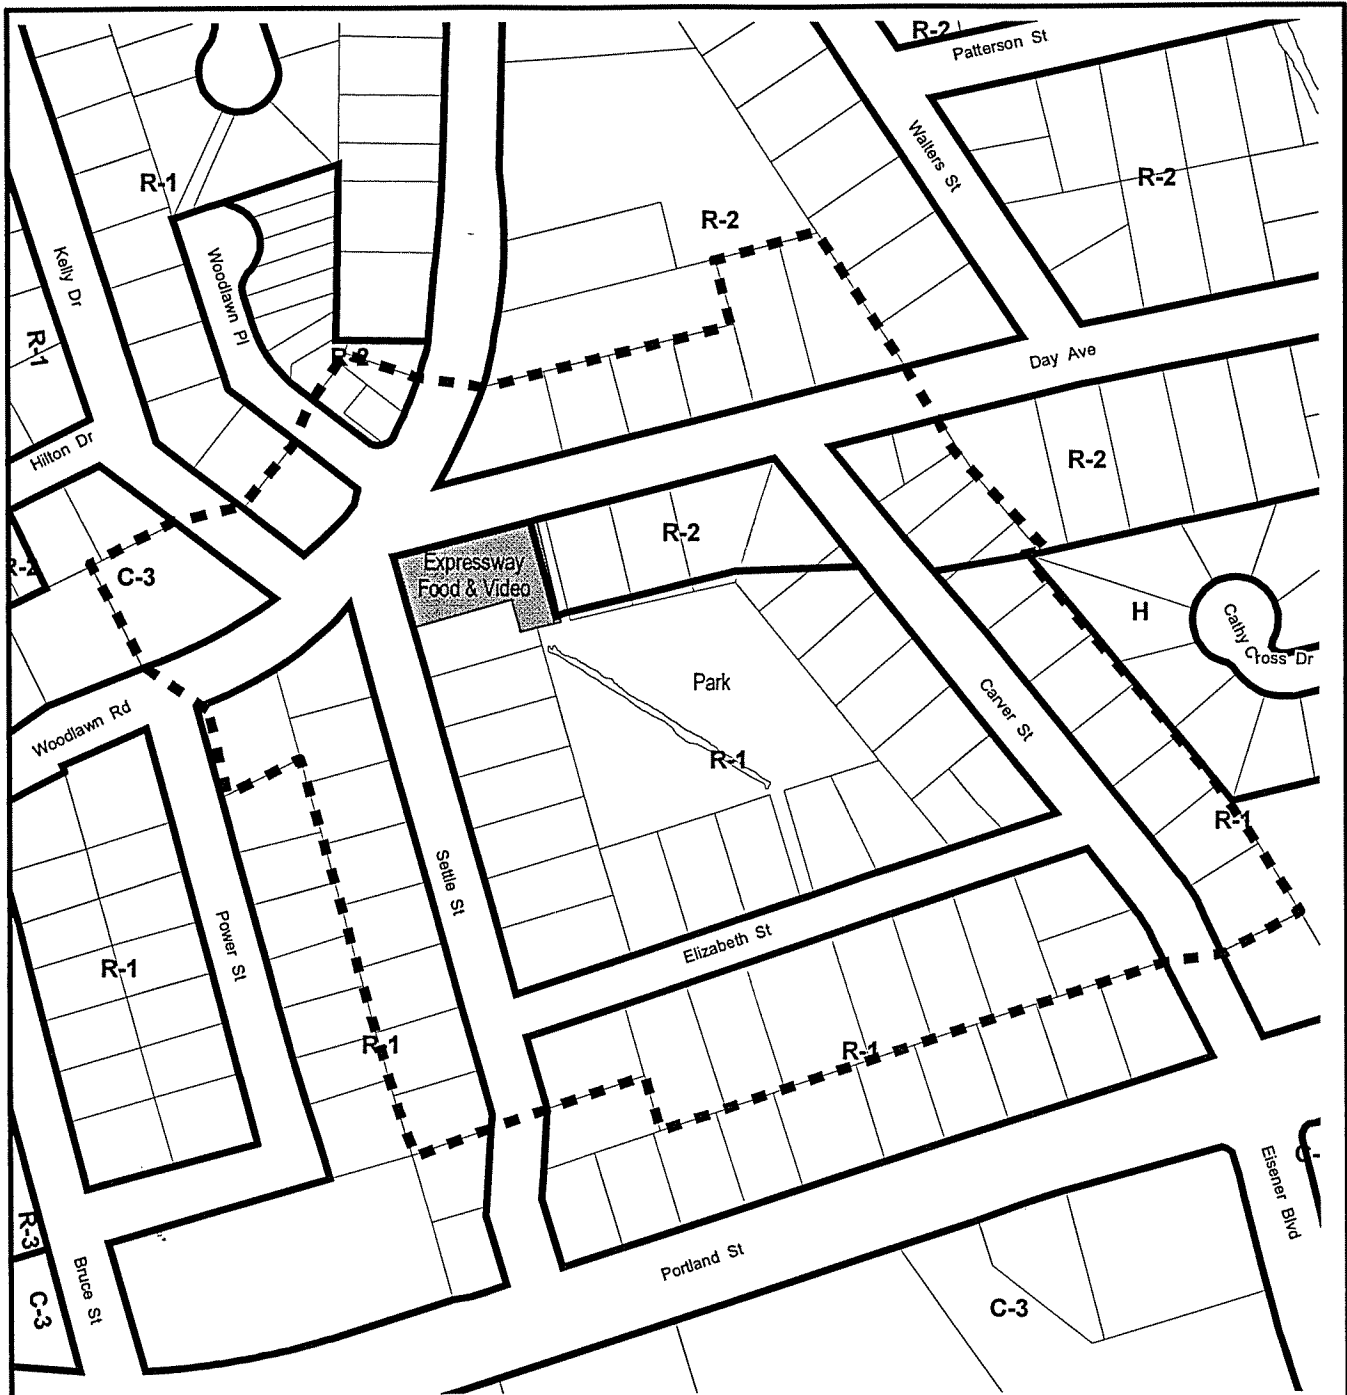 R-2
Patterson St
Walters St
R-1
R-2
R-2
Kelly Dr
Woodlawn Pl
R-1
R-2
Day Ave
Hilton Dr
R-2
R-2
Expressway
Food & Video
R-2
C-3
H
Cathy Cross Dr
Park
Carver St
Woodlawn Rd
R-1
R-1
Settle St
Power St
Elizabeth St
R-1
R-1
R-1
Eisener Blvd
C-
R-3
Portland St
Bruce St
C-3
C-3